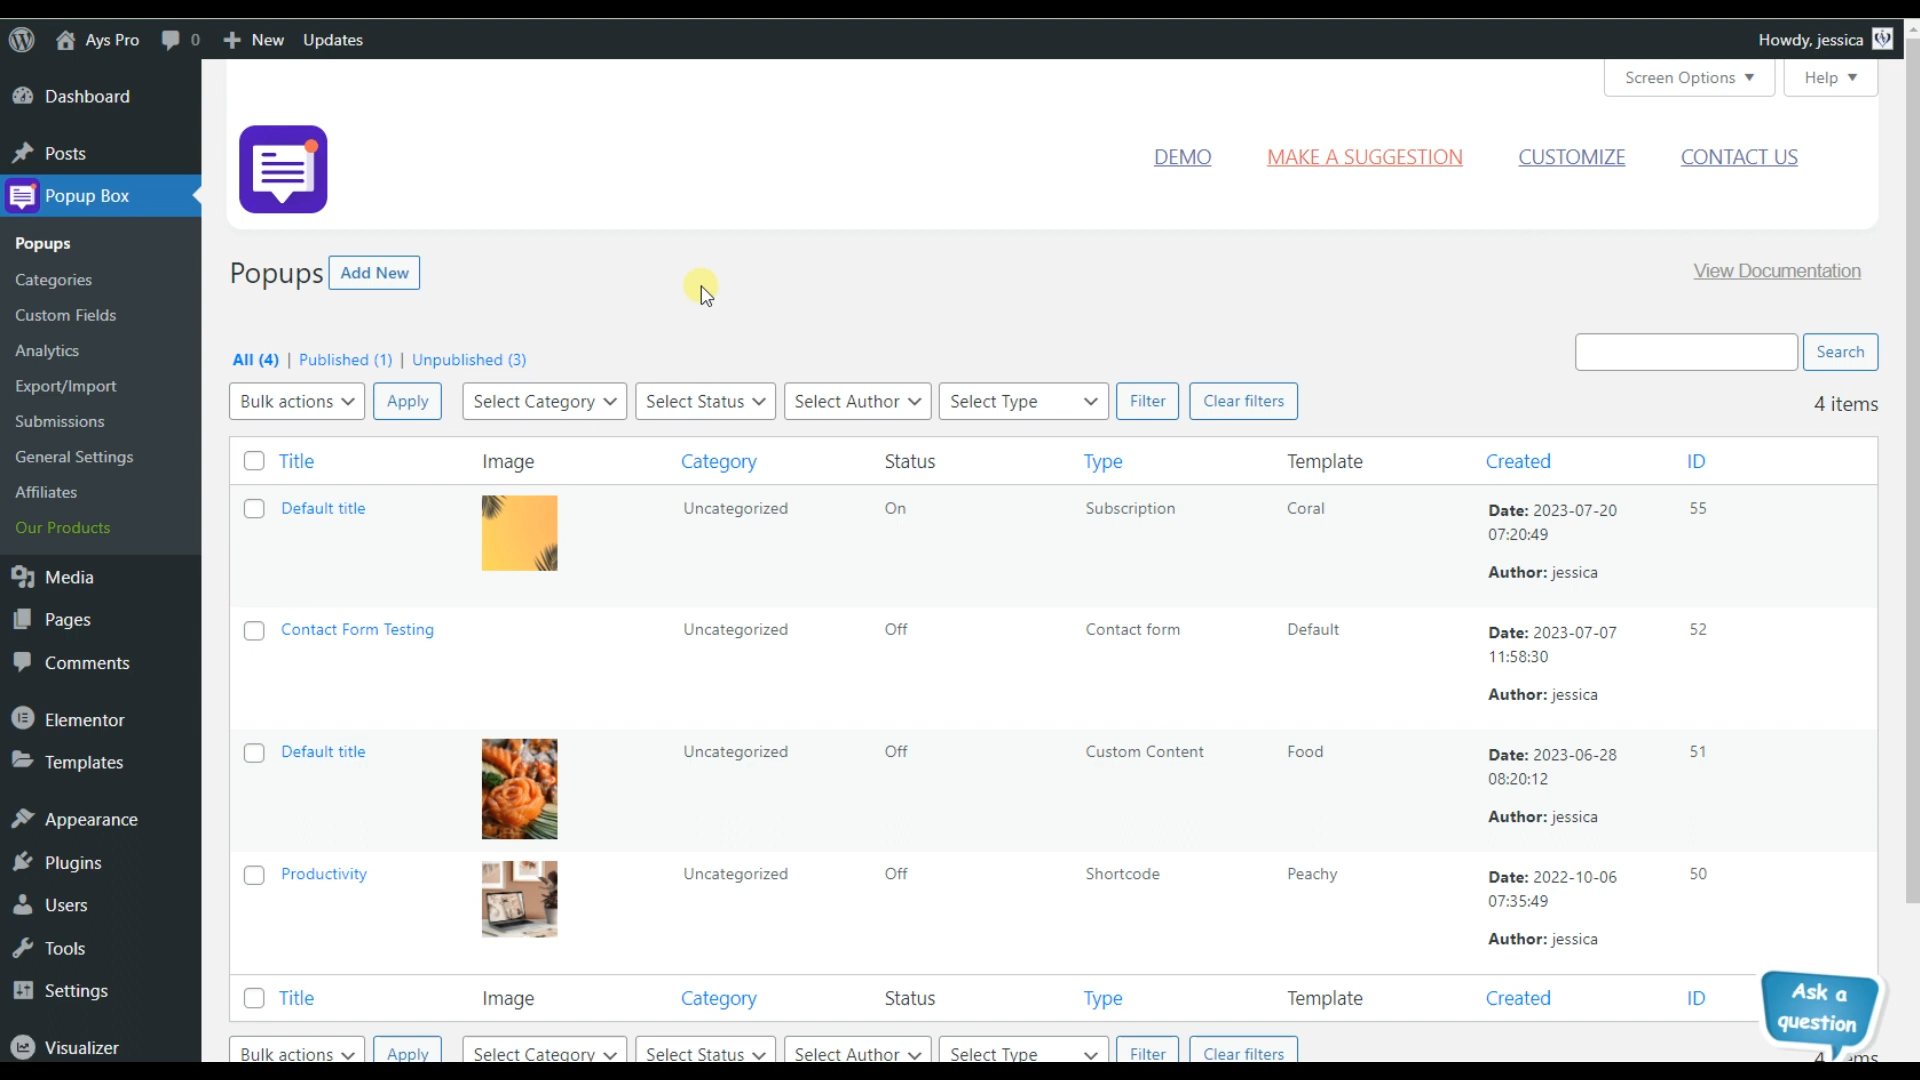 Ays Pro 0 New Updates Howdy, jessica
Screen Options Help
Dashboard
Posts
Popup Box
Popups
Categories
Custom Fields
Analytics
Export/Import
Submissions
General Settings
Affiliates
Our Products
Media
Pages
Comments
Elementor
Templates
Appearance
Plugins
Users
Tools
Settings
Visualizer
DEMO MAKE A SUGGESTION CUSTOMIZE CONTACT US
Popups Add New View Documentation
All (4) | Published (1) | Unpublished (3) Search
Bulk actions Apply Select Category Select Status Select Author Select Type Filter Clear filters 4 items
Title Image Category Status Type Template Created ID
Default title Uncategorized On Subscription Coral Date: 2023-07-20 55
07:20:49
Author: jessica
Contact Form Testing Uncategorized Off Contact form Default Date: 2023-07-07 52
11:58:30
Author: jessica
Default title Uncategorized Off Custom Content Food Date: 2023-06-28 51
08:20:12
Author: jessica
Productivity Uncategorized Off Shortcode Peachy Date: 2022-10-06 50
07:35:49
Author: jessica
Title Image Category Status Type Template Created ID
Ask a
question
Bulk actions Apply Select Category Select Status Select Author Select Type Filter Clear filters 4